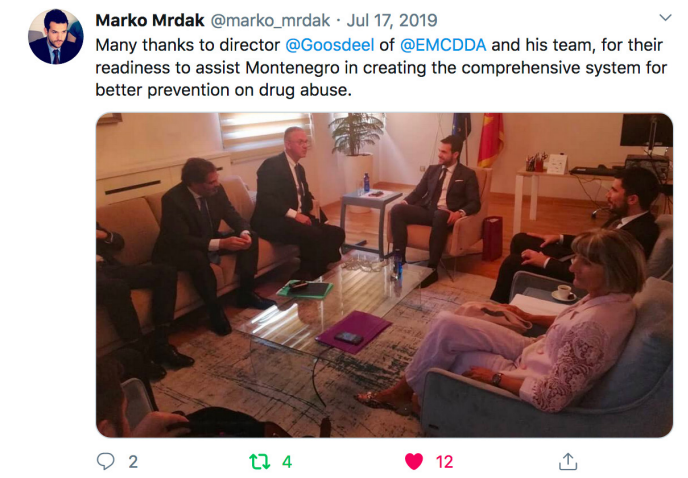 Marko Mrdak @marko_mrdak · Jul 17, 2019
Many thanks to director @Goosdeel of @EMCDDA and his team, for their
readiness to assist Montenegro in creating the comprehensive system for
better prevention on drug abuse.
2 4 12